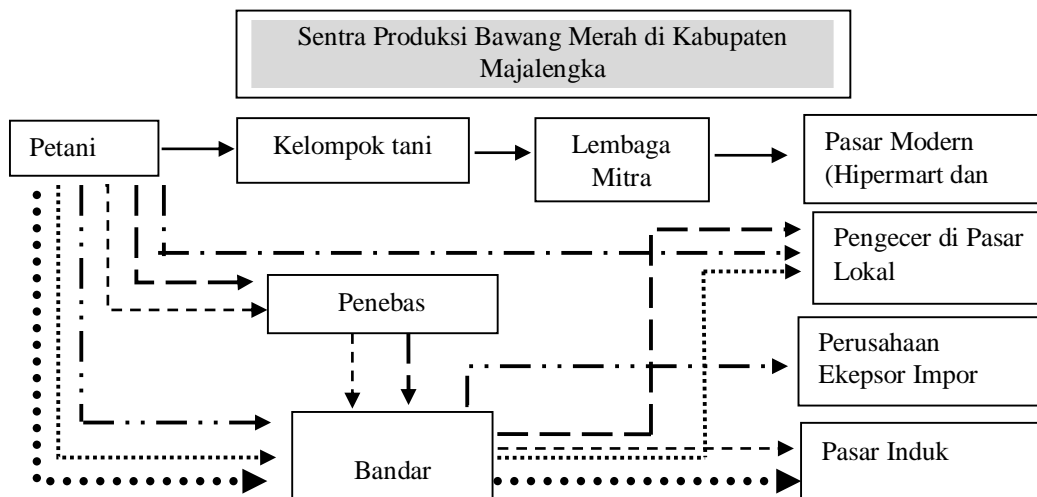 Sentra Produksi Bawang Merah di Kabupaten
Majalengka
Petani
Kelompok tani
Lembaga
Mitra
Pasar Modern
(Hipermart dan
Pengecer di Pasar
Lokal
Penebas
Perusahaan
Ekepsor Impor
Bandar
Pasar Induk